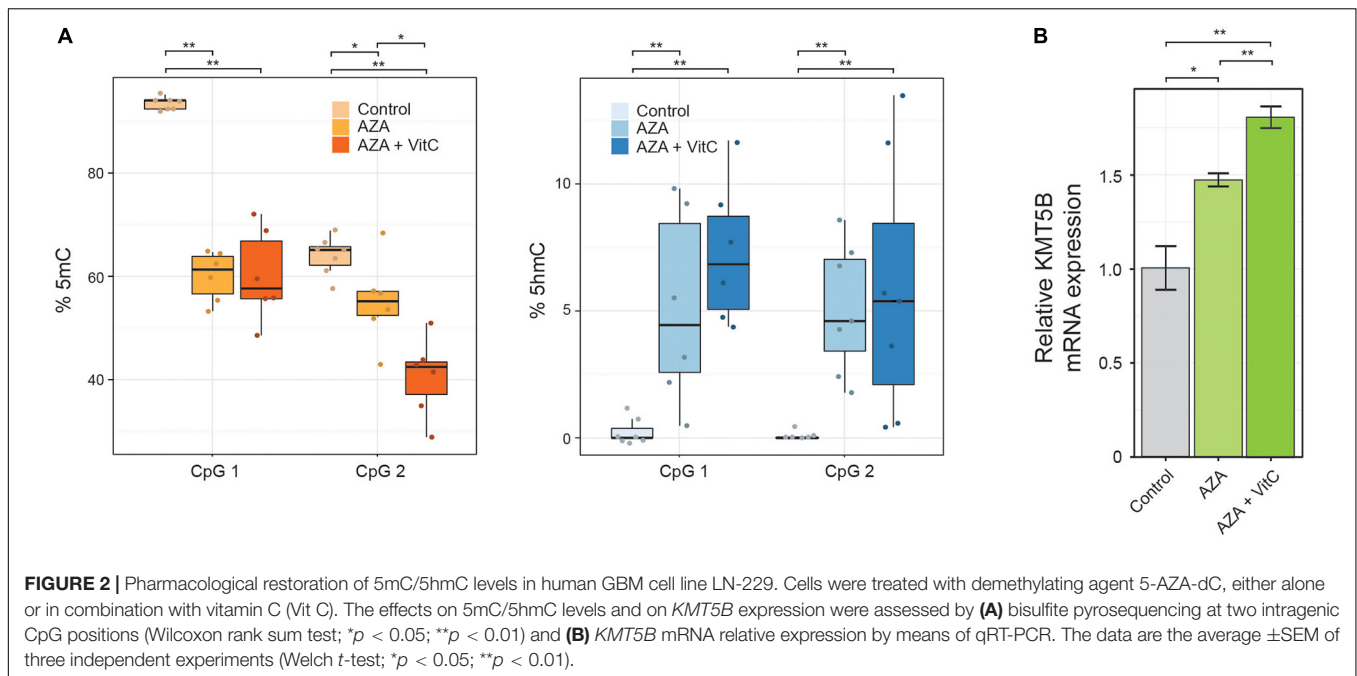 A
** * *
** **
% 5mC
80
60
40
Control
AZA
AZA + VitC
CpG 1 CpG 2
** **
** **
% 5hmC
10
5
0
Control
AZA
AZA + VitC
CpG 1 CpG 2
B
**
* **
Relative KMT5B
mRNA expression
1.5
1.0
0.5
0
Control
AZA
AZA + VitC
FIGURE 2 | Pharmacological restoration of 5mC/5hmC levels in human GBM cell line LN-229. Cells were treated with demethylating agent 5-AZA-dC, either alone
or in combination with vitamin C (Vit C). The effects on 5mC/5hmC levels and on KMT5B expression were assessed by (A) bisulfite pyrosequencing at two intragenic
CpG positions (Wilcoxon rank sum test; *p < 0.05; **p < 0.01) and (B) KMT5B mRNA relative expression by means of qRT-PCR. The data are the average ±SEM of
three independent experiments (Welch t-test; *p < 0.05; **p < 0.01).